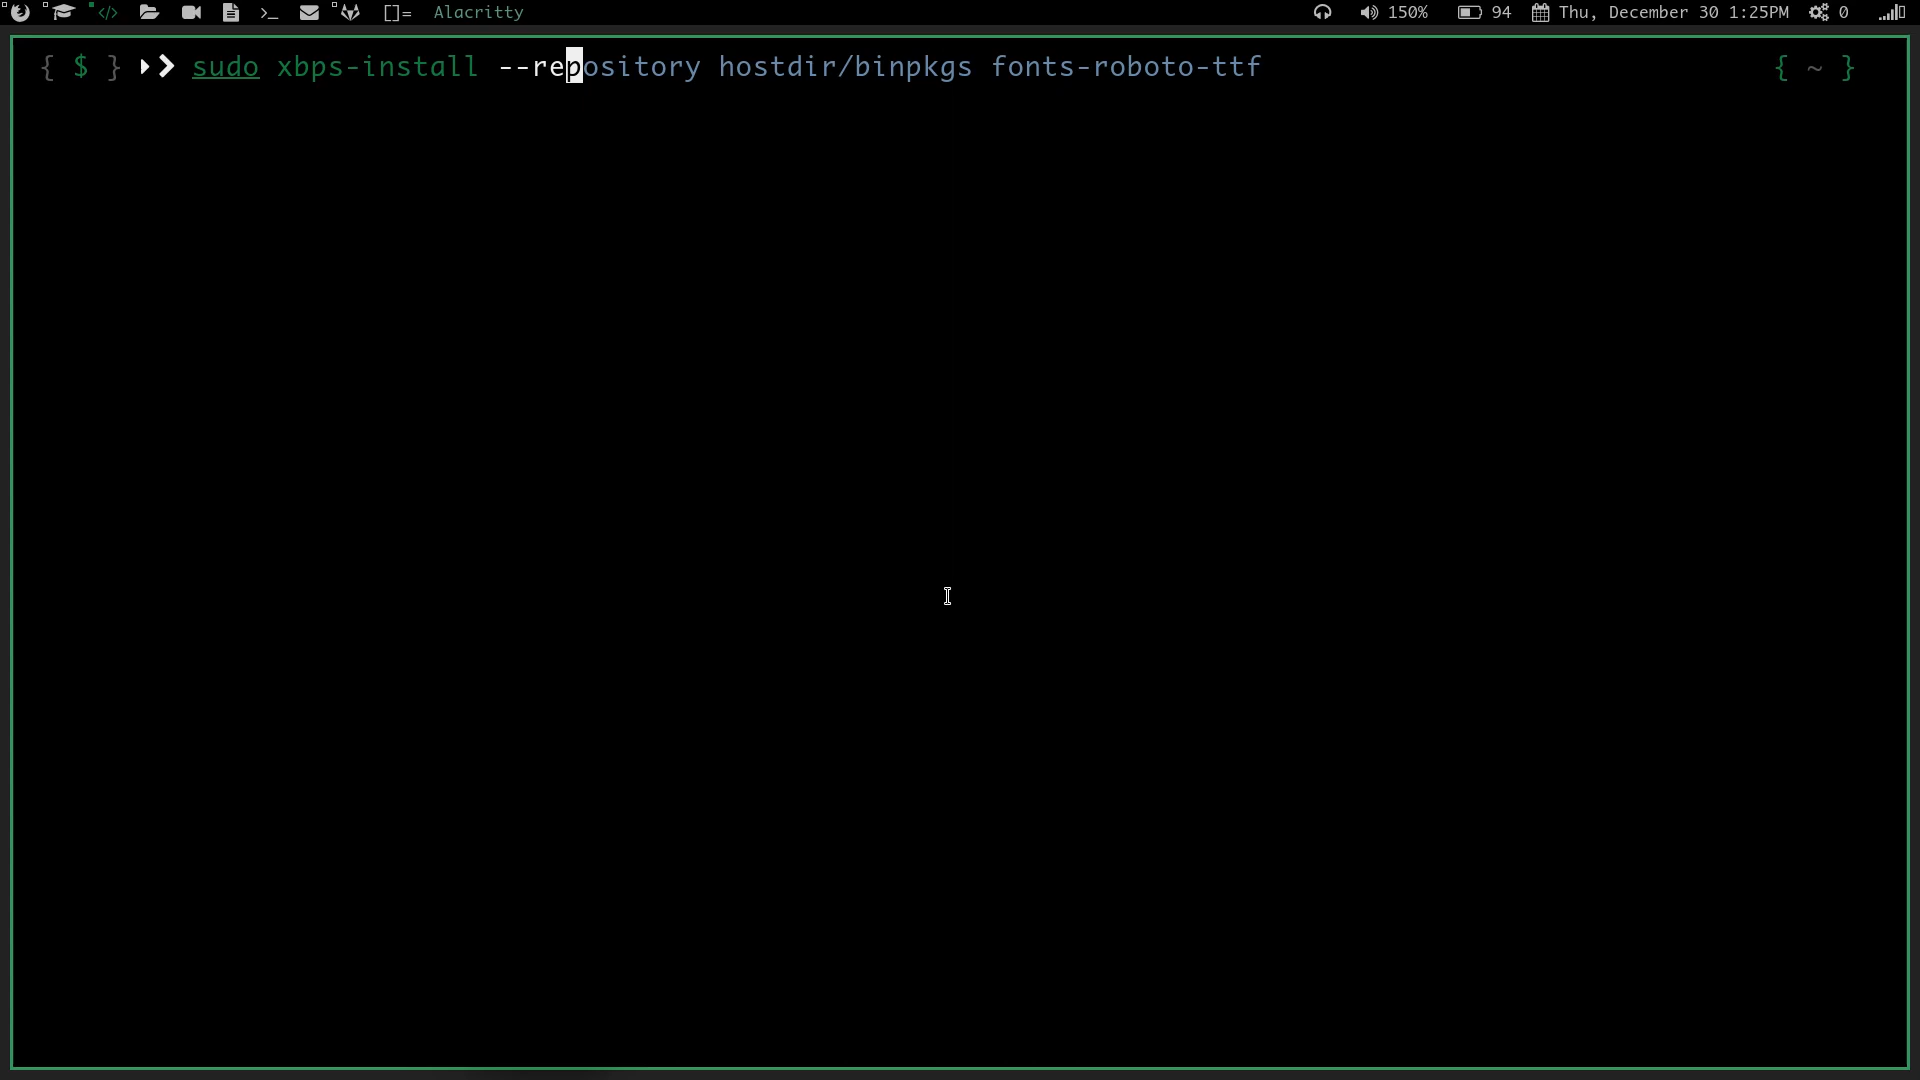 </> >_ []= Alacritty 150% 94 Thu, December 30 1:25PM 0
{ $ } sudo xbps-install --repository hostdir/binpkgs fonts-roboto-ttf { ~ }